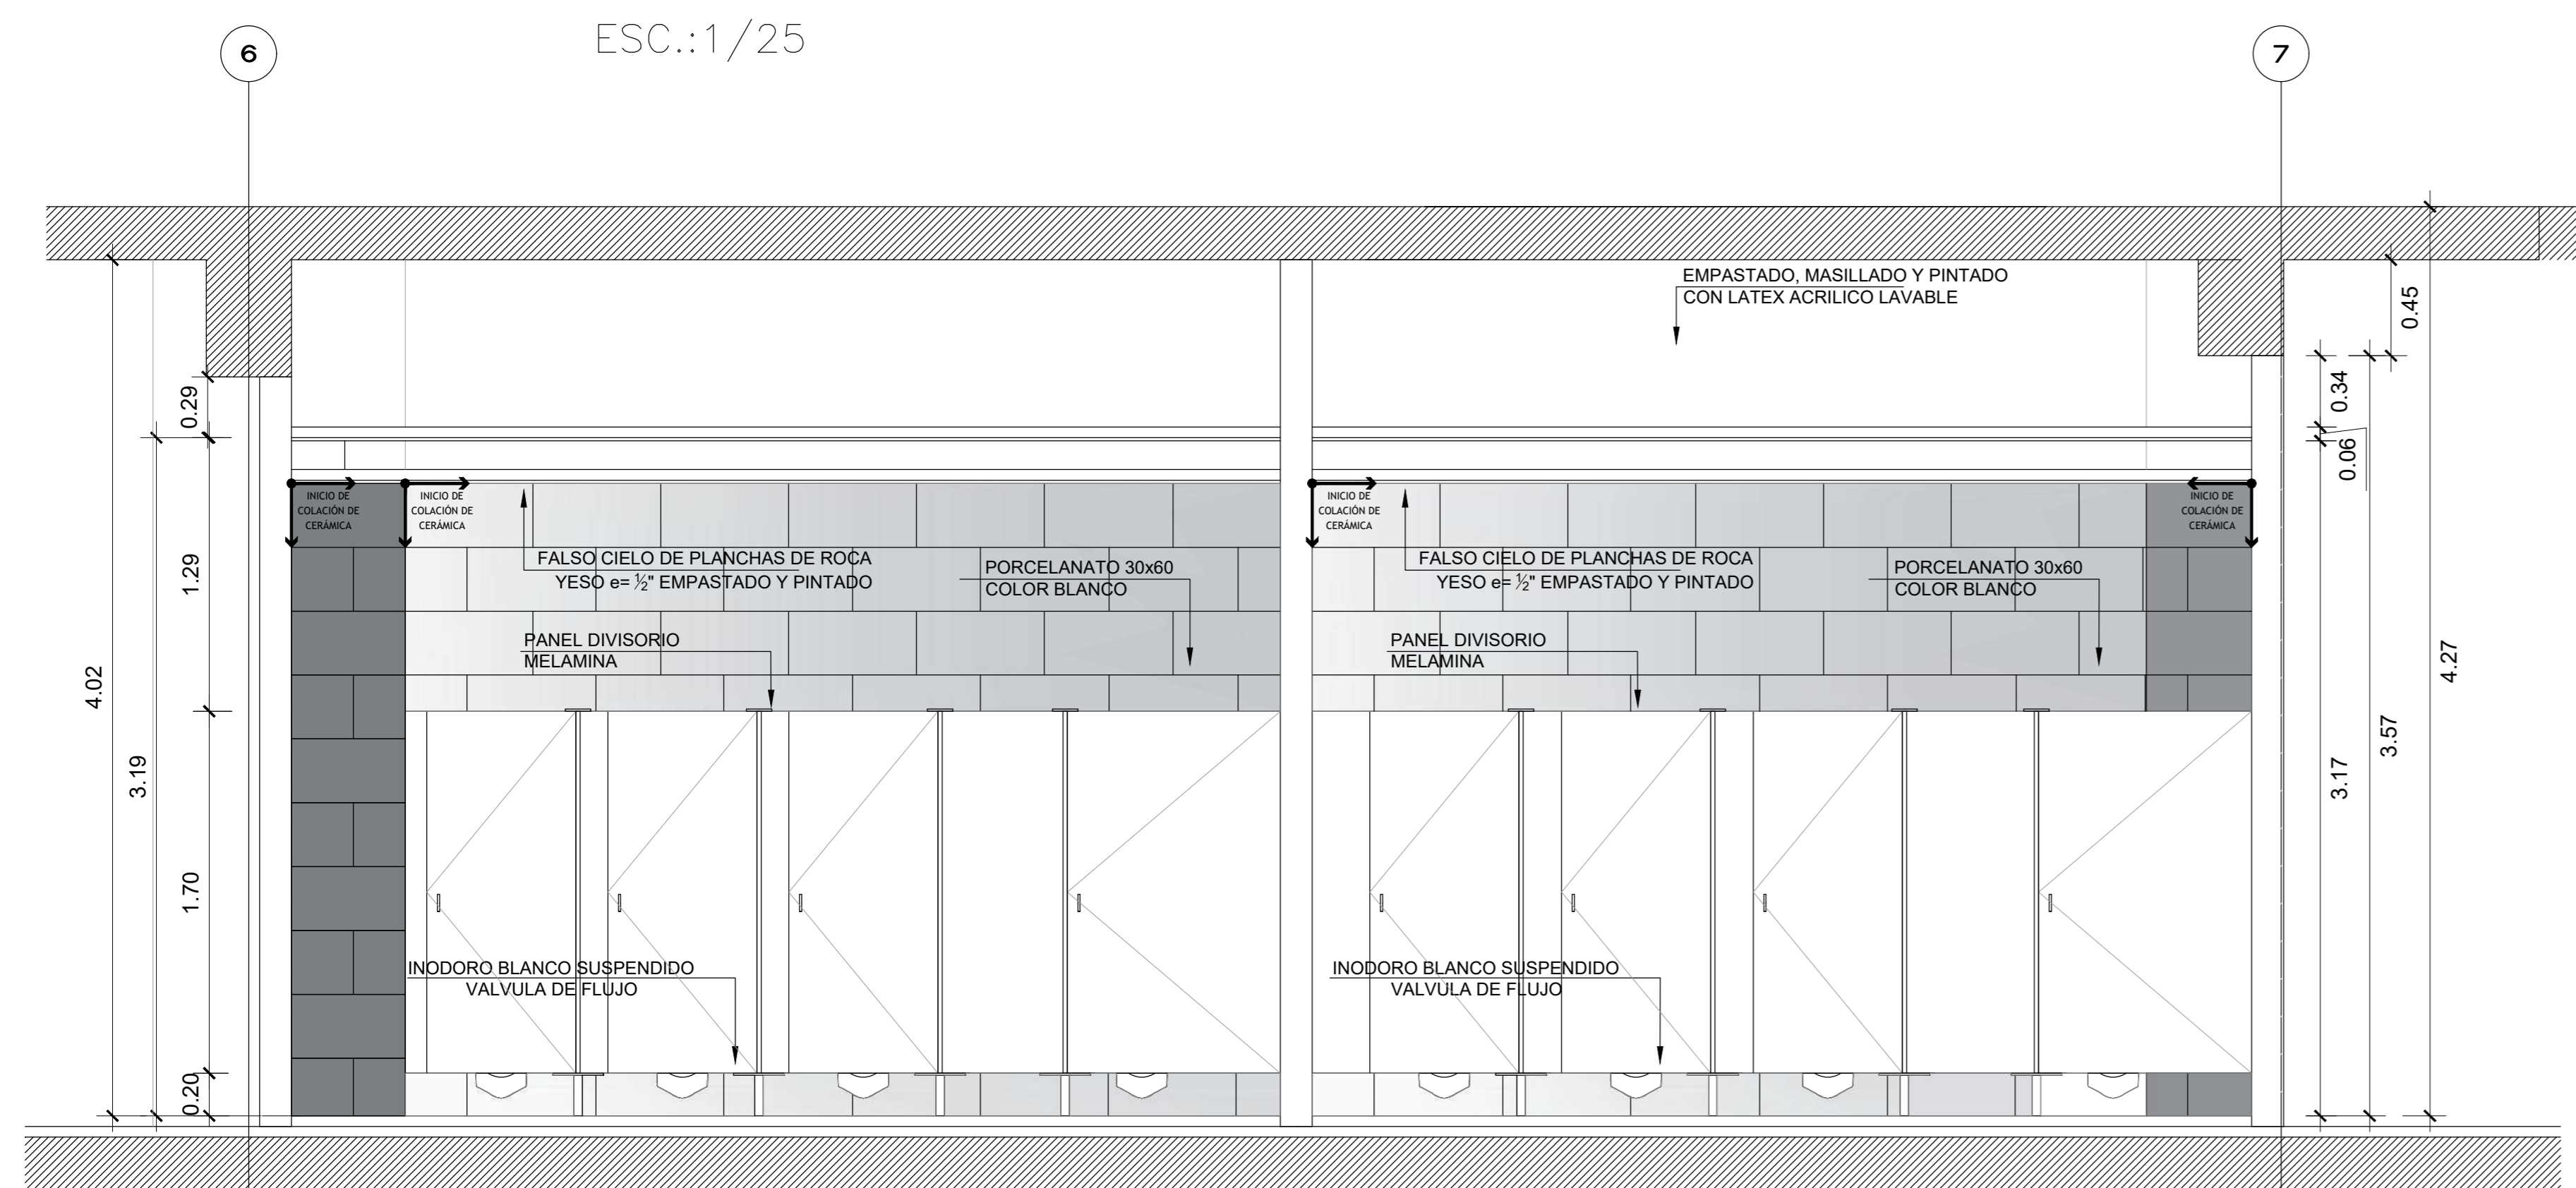 ESC.:1/25
6
7
EMPASTADO, MASILLADO Y PINTADO
CON LATEX ACRILICO LAVABLE
0.45
0.29
0.34
0.06
INICIO DE
COLACIÓN DE
CERÁMICA
INICIO DE
COLACIÓN DE
CERÁMICA
INICIO DE
COLACIÓN DE
CERÁMICA
INICIO DE
COLACIÓN DE
CERÁMICA
FALSO CIELO DE PLANCHAS DE ROCA
YESO e= ½" EMPASTADO Y PINTADO
PORCELANATO 30x60
COLOR BLANCO
FALSO CIELO DE PLANCHAS DE ROCA
YESO e= ½" EMPASTADO Y PINTADO
PORCELANATO 30x60
COLOR BLANCO
1.29
PANEL DIVISORIO
MELAMINA
PANEL DIVISORIO
MELAMINA
4.02
4.27
3.19
3.17
3.57
1.70
INODORO BLANCO SUSPENDIDO
VALVULA DE FLUJO
INODORO BLANCO SUSPENDIDO
VALVULA DE FLUJO
0.20